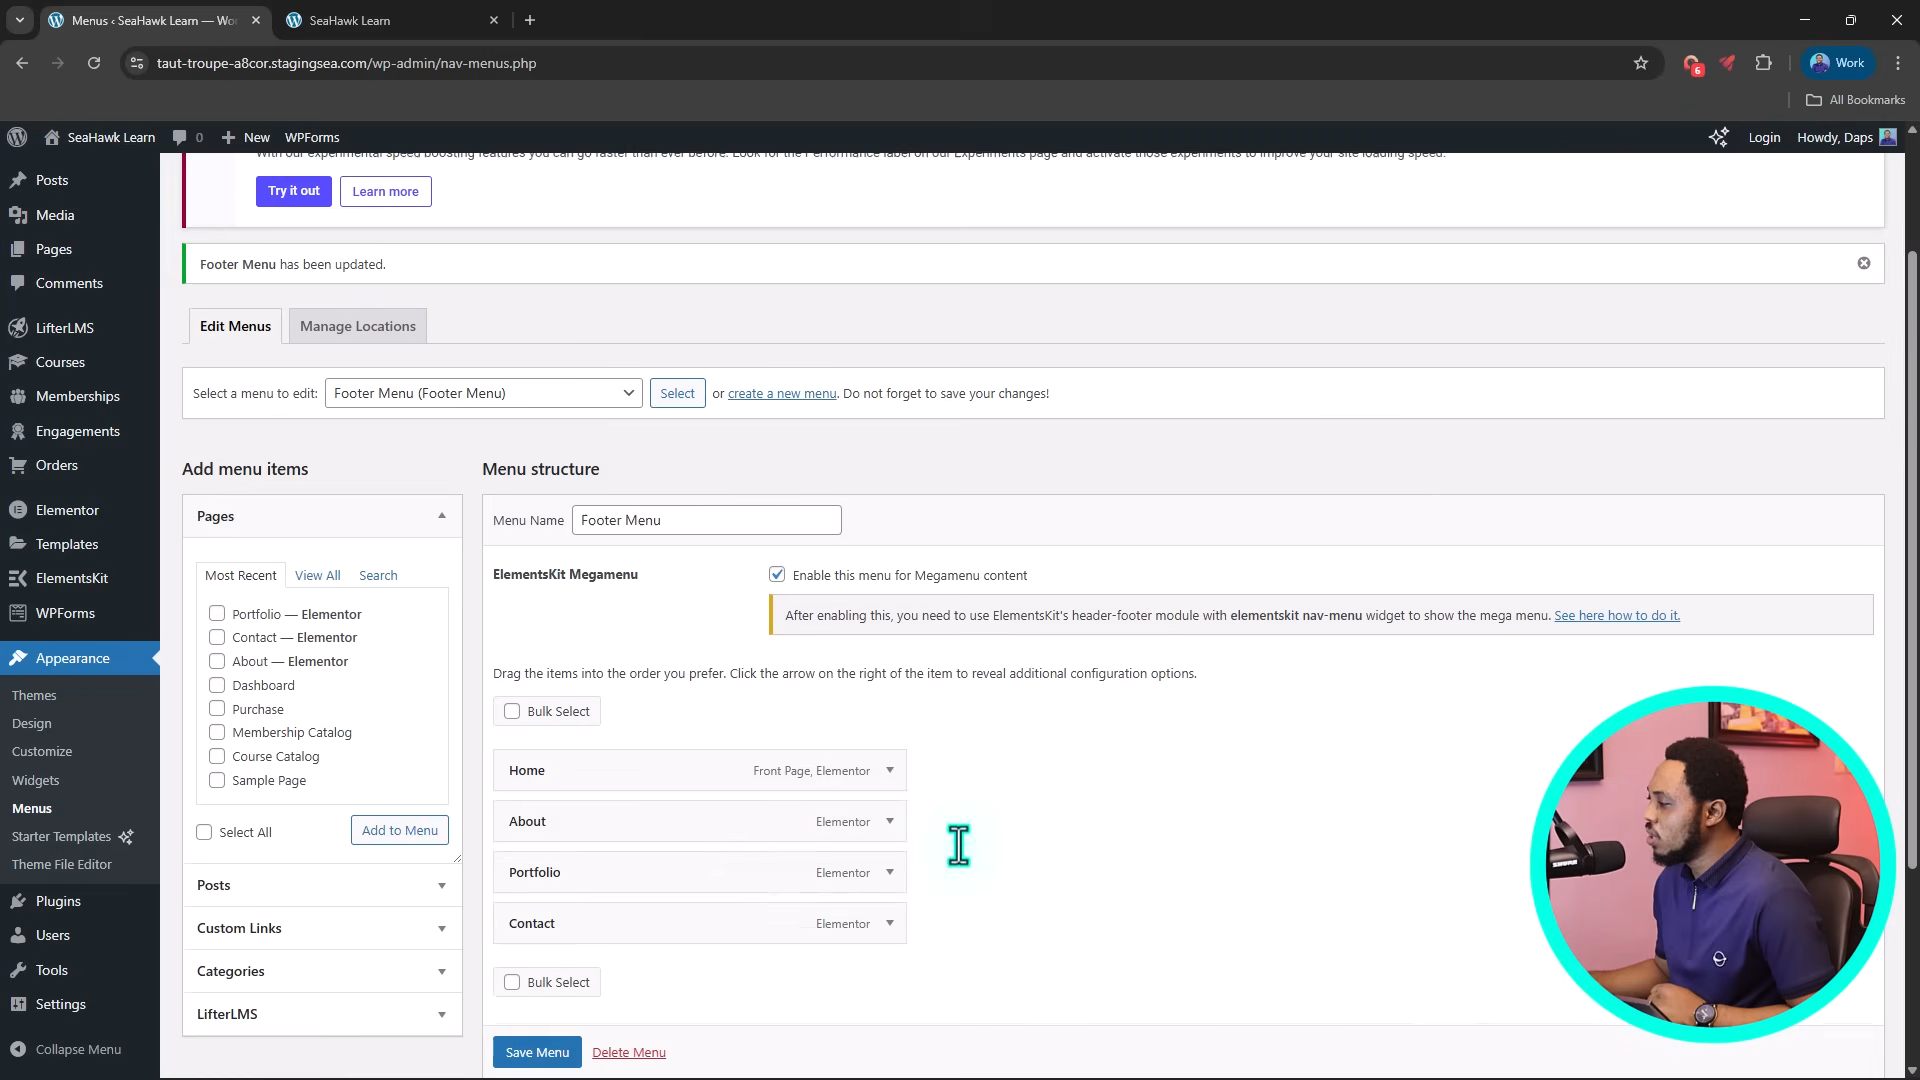 Menus ‹ SeaHawk Learn — Wo
SeaHawk Learn
taut-troupe-a8cor.stagingsea.com/wp-admin/nav-menus.php
6
Work
All Bookmarks
SeaHawk Learn
0
New
WPForms
Login
Howdy, Daps
With our experimental speed boosting features you can go faster than ever before. Look for the Performance label on our Experiments page and activate those experiments to improve your site loading speed.
Try it out
Learn more
Footer Menu has been updated.
Edit Menus
Manage Locations
Select a menu to edit:
Footer Menu (Footer Menu)
Select
or create a new menu. Do not forget to save your changes!
Posts
Media
Pages
Comments
LifterLMS
Courses
Memberships
Engagements
Orders
Elementor
Templates
ElementsKit
WPForms
Appearance
Themes
Design
Customize
Widgets
Menus
Starter Templates
Theme File Editor
Plugins
Users
Tools
Settings
Collapse Menu
Add menu items
Pages
Most Recent
View All
Search
Portfolio — Elementor
Contact — Elementor
About — Elementor
Dashboard
Purchase
Membership Catalog
Course Catalog
Sample Page
Select All
Add to Menu
Posts
Custom Links
Categories
LifterLMS
Menu structure
Menu Name
Footer Menu
ElementsKit Megamenu
Enable this menu for Megamenu content
After enabling this, you need to use ElementsKit's header-footer module with elementskit nav-menu widget to show the mega menu. See here how to do it.
Drag the items into the order you prefer. Click the arrow on the right of the item to reveal additional configuration options.
Bulk Select
Home
Front Page, Elementor
About
Elementor
Portfolio
Elementor
Contact
Elementor
Bulk Select
Save Menu
Delete Menu